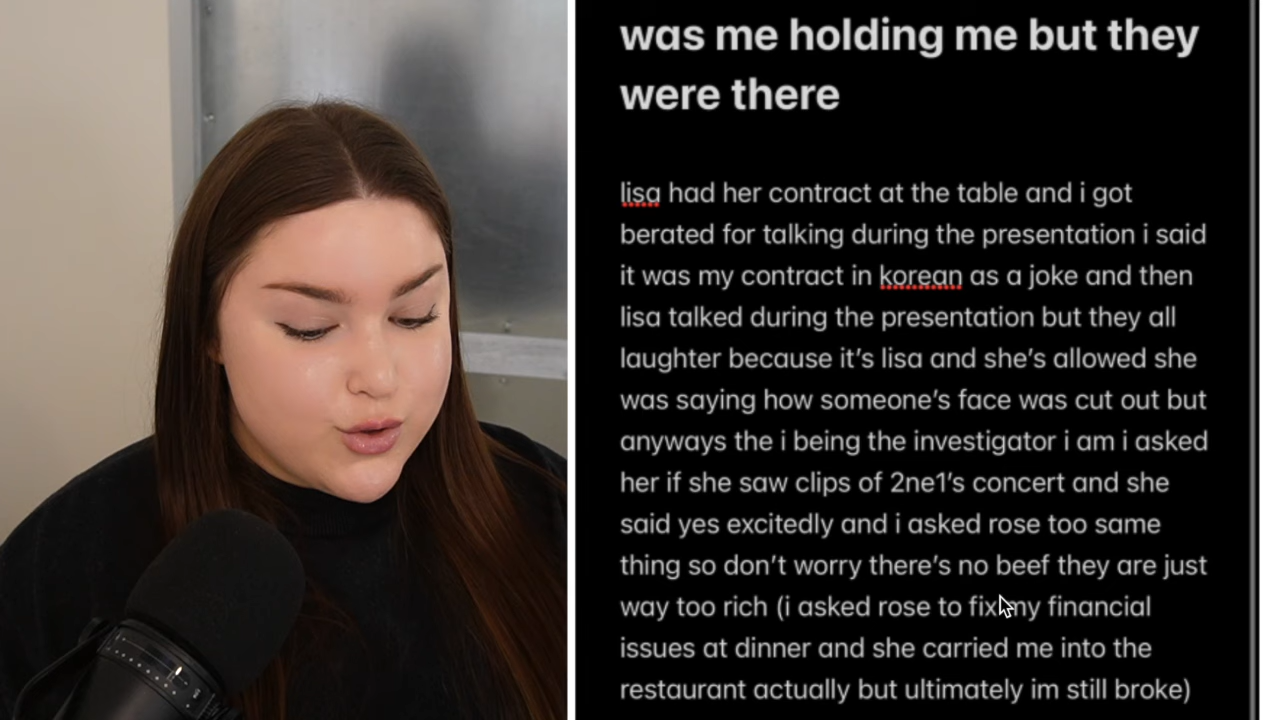 was me holding me but they
were there
lisa had her contract at the table and i got
berated for talking during the presentation i said
it was my contract in korean as a joke and then
lisa talked during the presentation but they all
laughter because it’s lisa and she’s allowed she
was saying how someone’s face was cut out but
anyways the i being the investigator i am i asked
her if she saw clips of 2ne1’s concert and she
said yes excitedly and i asked rose too same
thing so don’t worry there’s no beef they are just
way too rich (i asked rose to fix my financial
issues at dinner and she carried me into the
restaurant actually but ultimately im still broke)